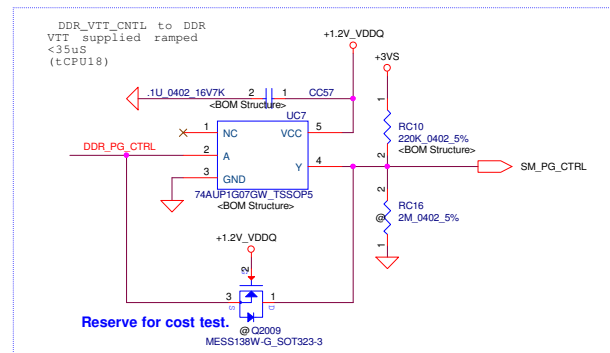 DDR_VTT_CNTL to DDR
VTT supplied ramped
<35uS
(tCPU18)
+1.2V_VDDQ
+3VS
.1U_0402_16V7K
2
1
CC57
<BOM Structure>
UC7
1
NC
VCC
5
DDR_PG_CTRL
2
A
Y
4
3
GND
74AUP1G07GW_TSSOP5
<BOM Structure>
1
RC10
220K_0402_5%
<BOM Structure>
2
SM_PG_CTRL
2
RC16
@
2M_0402_5%
1
+1.2V_VDDQ
2
G
3
S
1
D
Reserve for cost test.
@
Q2009
MESS138W-G_SOT323-3